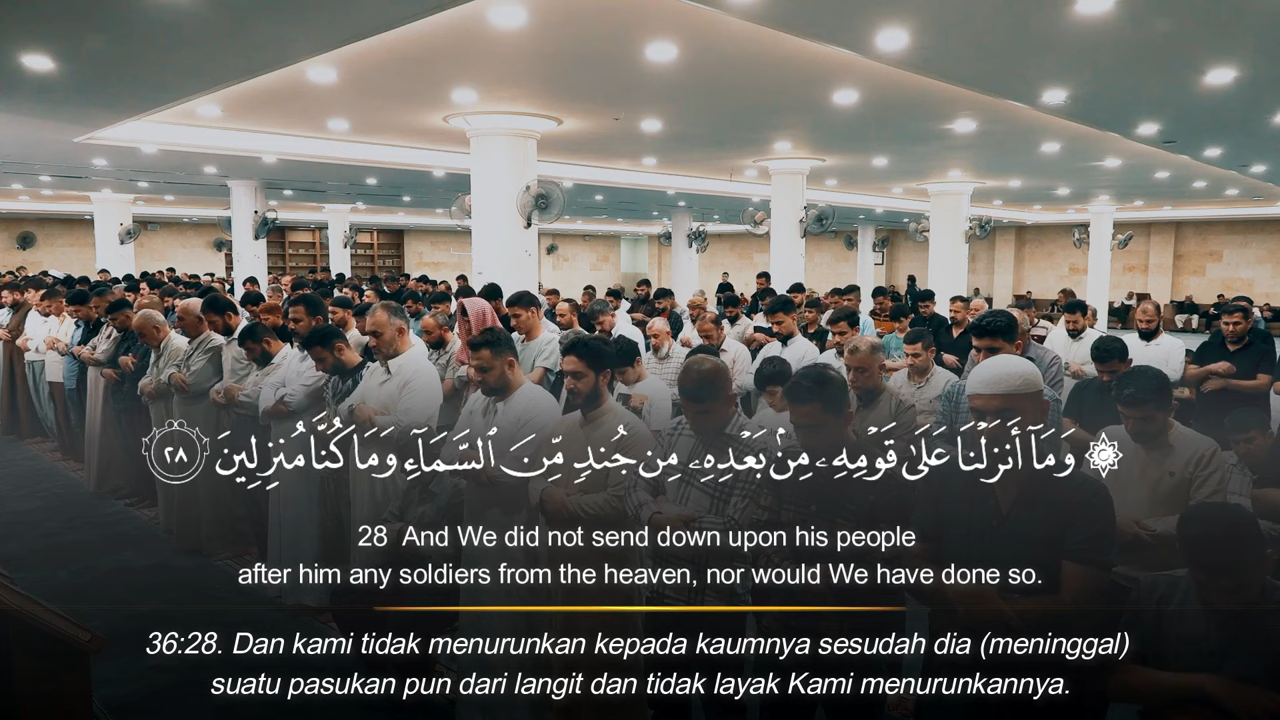 ۞ وَمَآ أَنزَلْنَا عَلَىٰ قَوْمِهِۦ مِنۢ بَعْدِهِۦ مِن جُندٍ مِّنَ ٱلسَّمَآءِ وَمَا كُنَّا مُنزِلِينَ ٢٨
28 And We did not send down upon his people
after him any soldiers from the heaven, nor would We have done so.
36:28. Dan kami tidak menurunkan kepada kaumnya sesudah dia (meninggal)
suatu pasukan pun dari langit dan tidak layak Kami menurunkannya.